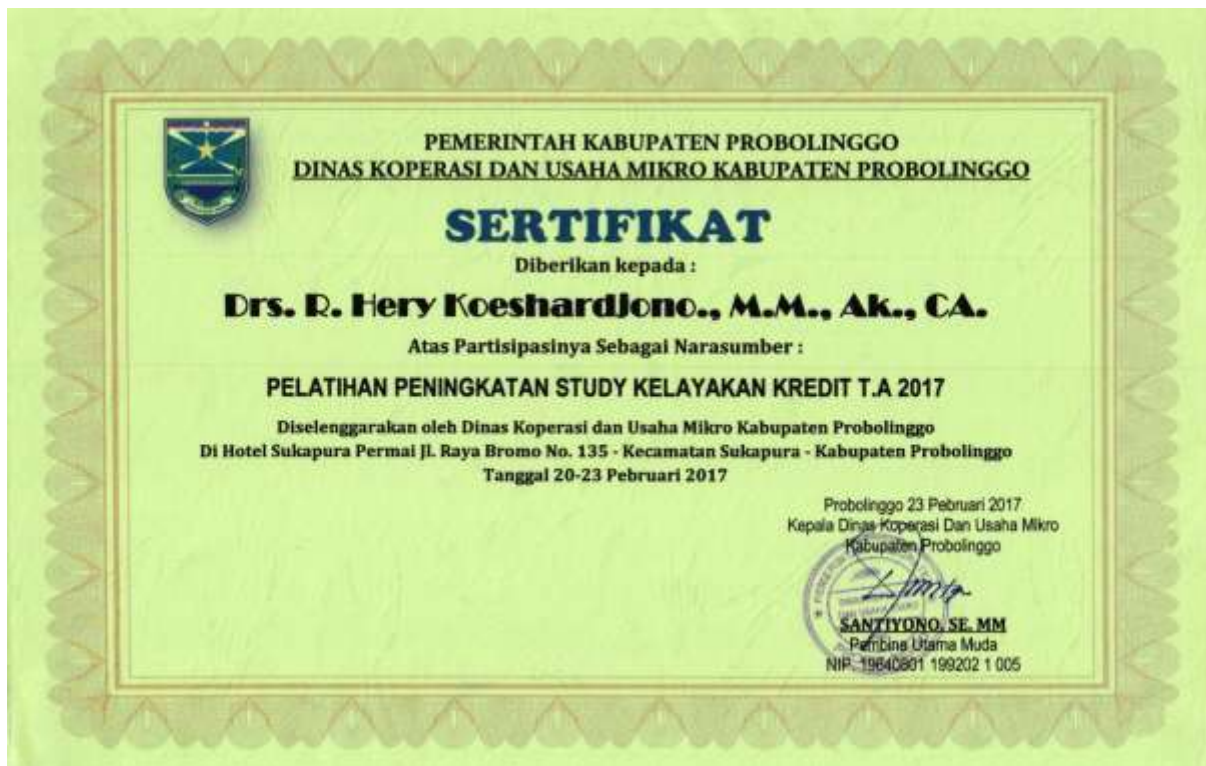 PEMERINTAH KABUPATEN PROBOLINGGO
DINAS KOPERASI DAN USAHA MIKRO KABUPATEN PROBOLINGGO
SERTIFIKAT
Diberikan kepada :
Drs. R. Hery Koeshardjono., M.M., Ak., CA.
Atas Partisipasinya Sebagai Narasumber :
PELATIHAN PENINGKATAN STUDY KELAYAKAN KREDIT T.A 2017
Diselenggarakan oleh Dinas Koperasi dan Usaha Mikro Kabupaten Probolinggo
Di Hotel Sukapura Permai Jl. Raya Bromo No. 135 - Kecamatan Sukapura - Kabupaten Probolinggo
Tanggal 20-23 Pebruari 2017
Probolinggo 23 Pebruari 2017
Kepala Dinas Koperasi Dan Usaha Mikro
Kabupaten Probolinggo
SANTIYONO, SE. MM
Pembina Utama Muda
NIP. 19640801 199202 1 005